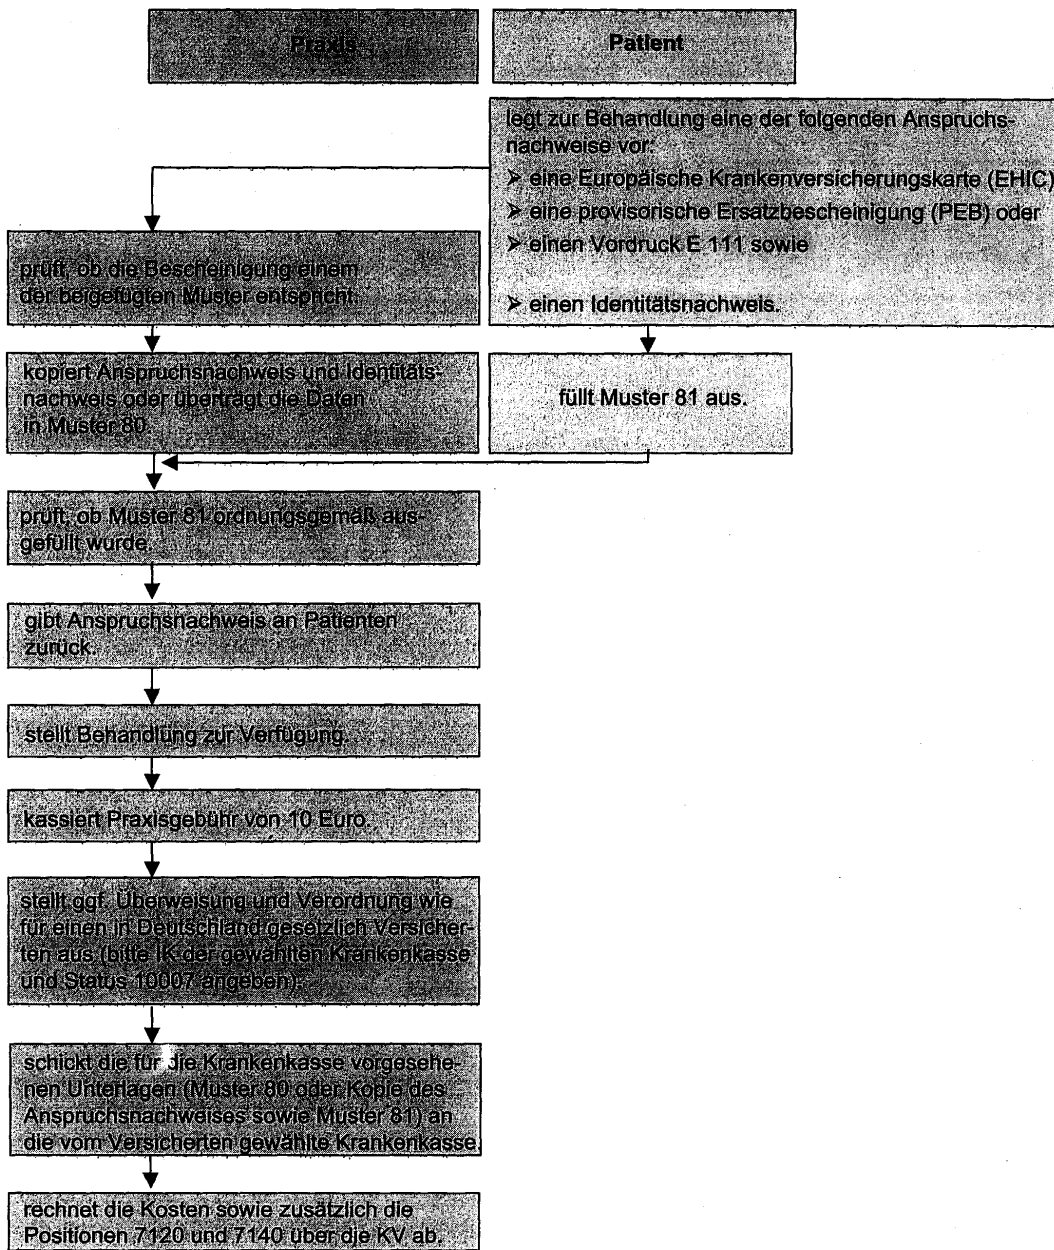 Praxis
Patient
legt zur Behandlung eine der folgenden Anspruchs-
nachweise vor:
➢ eine Europäische Krankenversicherungskarte (EHIC)
➢ eine provisorische Ersatzbescheinigung (PEB) oder
➢ einen Vordruck E 111 sowie
➢ einen Identitätsnachweis.
prüft, ob die Bescheinigung einem
der beigefügten Muster entspricht
kopiert Anspruchsnachweis und Identitäts-
nachweis oder überträgt die Daten
in Muster 80.
füllt Muster 81 aus.
prüft, ob Muster 81 ordnungsgemäß aus-
gefüllt wurde.
gibt Anspruchsnachweis an Patienten
zurück.
stellt Behandlung zur Verfügung.
kassiert Praxisgebühr von 10 Euro.
stellt ggf. Überweisung und Verordnung wie
für einen in Deutschland gesetzlich Versicher-
ten aus (bitte IK der gewählten Krankenkasse
und Status 10007 angeben).
schickt die für die Krankenkasse vorgesehe-
nen Unterlagen (Muster 80 oder Kopie des
Anspruchsnachweises sowie Muster 81) an
die vom Versicherten gewählte Krankenkasse.
rechnet die Kosten sowie zusätzlich die
Positionen 7120 und 7140 über die KV ab.